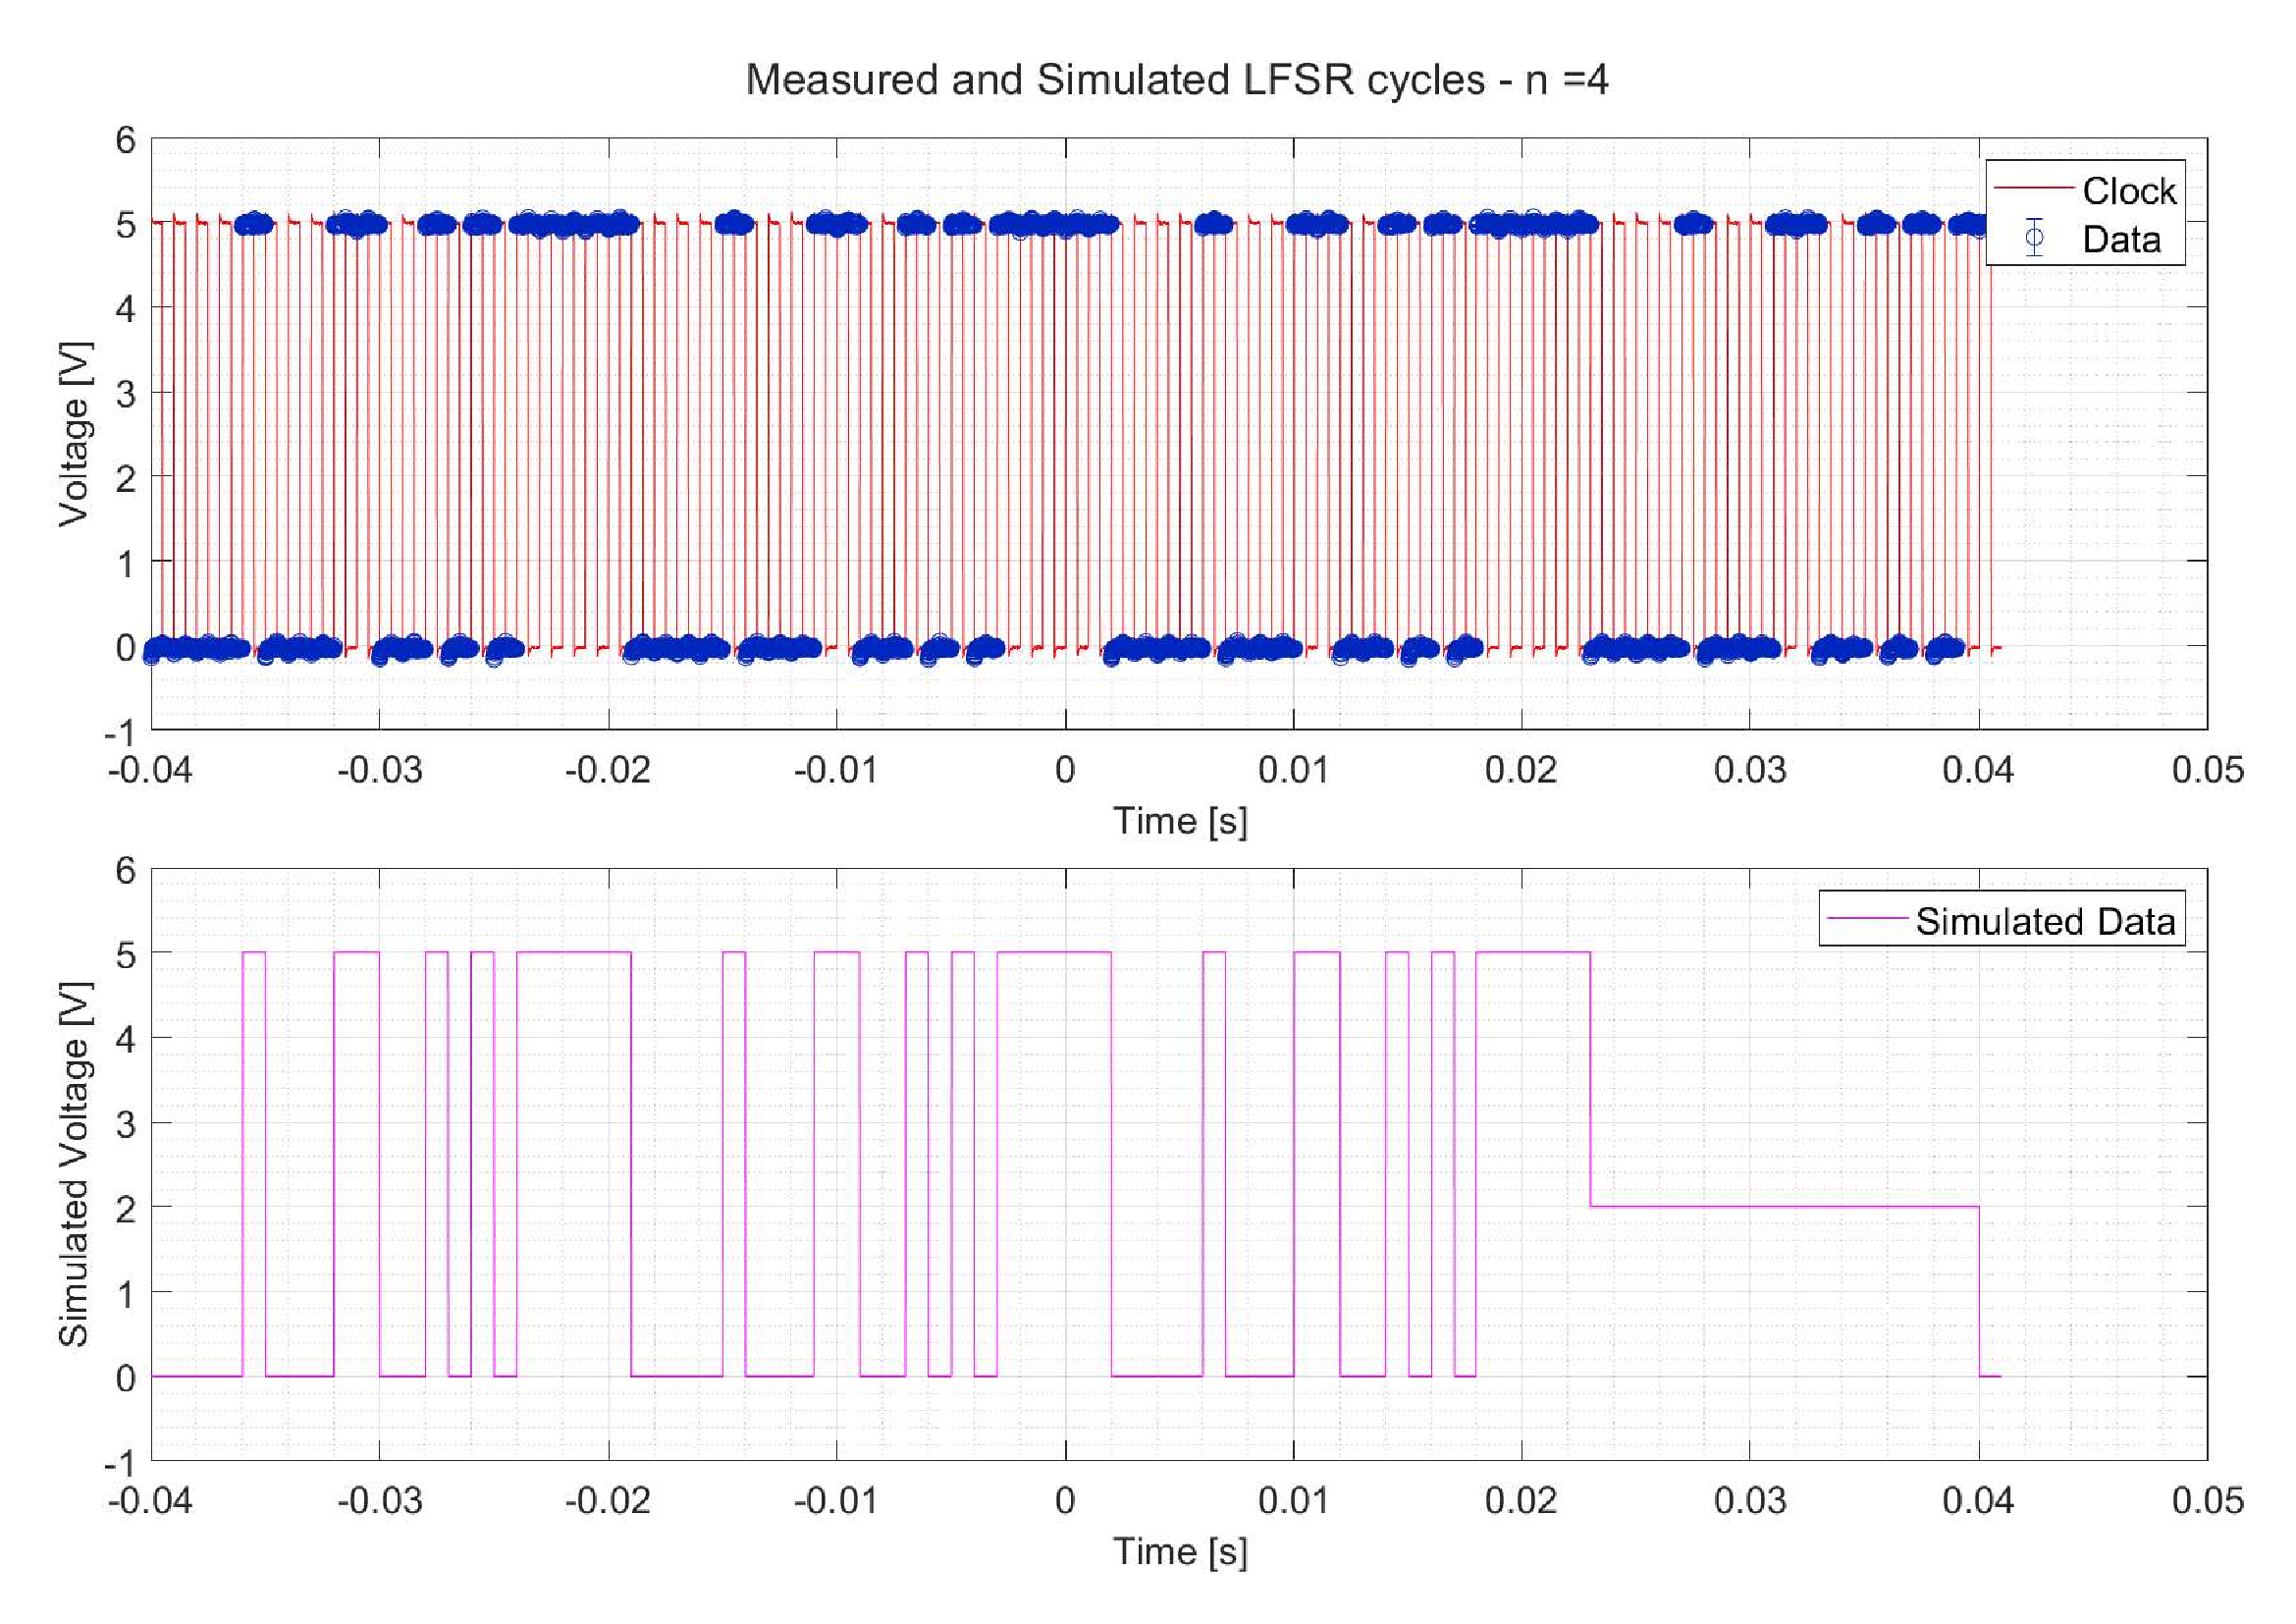 Measured and Simulated LFSR cycles - n =4
6
5
4
3
2
1
0
-1
Voltage [V]
Clock
Data
-0.04 -0.03 -0.02 -0.01 0 0.01 0.02 0.03 0.04 0.05
Time [s]
6
5
4
3
2
1
0
-1
Simulated Voltage [V]
Simulated Data
-0.04 -0.03 -0.02 -0.01 0 0.01 0.02 0.03 0.04 0.05
Time [s]